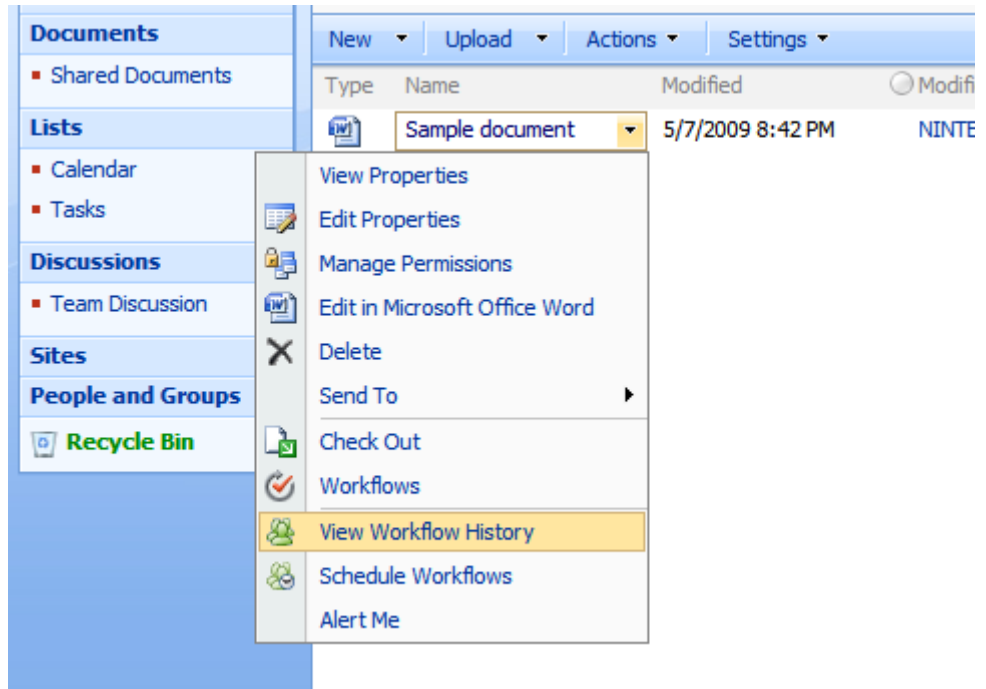 Documents
Shared Documents
Lists
Calendar
Tasks
Discussions
Team Discussion
Sites
People and Groups
Recycle Bin
New Upload Actions Settings
Type Name Modified Modifi
Sample document 5/7/2009 8:42 PM NINTE
View Properties
Edit Properties
Manage Permissions
Edit in Microsoft Office Word
Delete
Send To
Check Out
Workflows
View Workflow History
Schedule Workflows
Alert Me